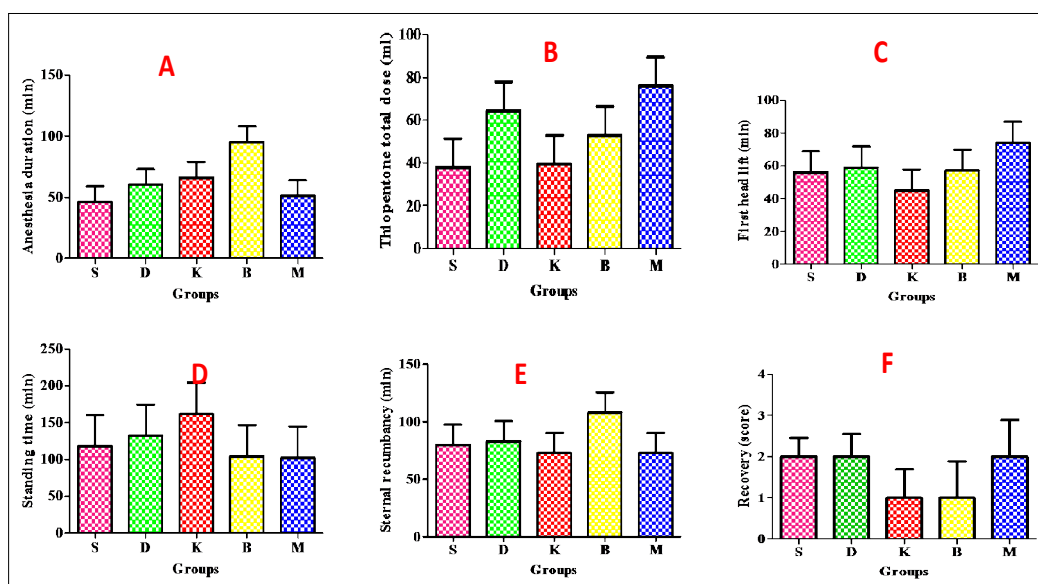 A
Anesthesia duration (min)
150
100
50
0
S D K B M
Groups
B
Thiopentone total dose (ml)
100
80
60
40
20
0
S D K B M
Groups
C
First head lift (min)
100
80
60
40
20
0
S D K B M
Groups
D
Standing time (min)
250
200
150
100
50
0
S D K B M
Groups
E
Sternal recumbancy (min)
150
100
50
0
S D K B M
Groups
F
Recovery (score)
4
3
2
1
0
S D K B M
Groups